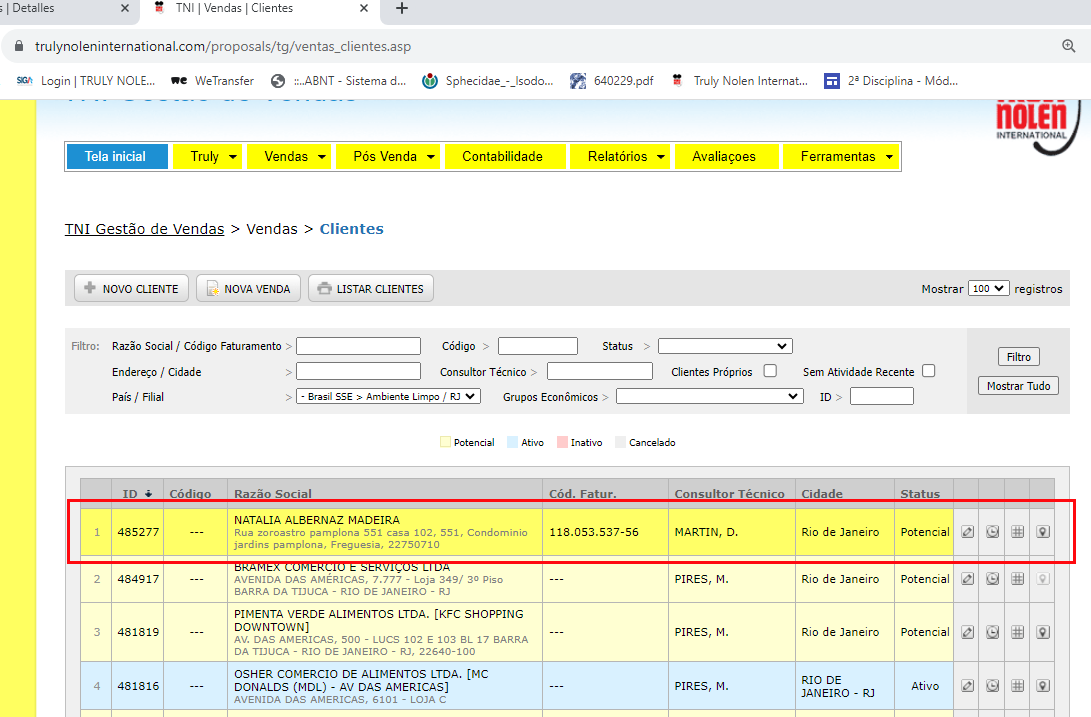 s | Detalles
TNI | Vendas | Clientes
trulynoleninternational.com/proposals/tg/ventas_clientes.asp
Login | TRULY NOLE...
WeTransfer
::..ABNT - Sistema d...
Sphecidae_-_Isodo...
640229.pdf
Truly Nolen Internat...
2ª Disciplina - Mód...
TNI Gestão de Vendas
NOLEN
INTERNATIONAL
Tela inicial
Truly
Vendas
Pós Venda
Contabilidade
Relatórios
Avaliaçoes
Ferramentas
TNI Gestão de Vendas > Vendas > Clientes
NOVO CLIENTE
NOVA VENDA
LISTAR CLIENTES
Mostrar 100 registros
Filtro: Razão Social / Código Faturamento > Código > Status >
Filtro
Endereço / Cidade > Consultor Técnico > Clientes Próprios Sem Atividade Recente
Mostrar Tudo
País / Filial > - Brasil SSE > Ambiente Limpo / RJ Grupos Econômicos > ID >
Potencial Ativo Inativo Cancelado
ID Código Razão Social Cód. Fatur. Consultor Técnico Cidade Status
1 485277 --- NATALIA ALBERNAZ MADEIRA 118.053.537-56 MARTIN, D. Rio de Janeiro Potencial
Rua zoroastro pamplona 551 casa 102, 551, Condominio
jardins pamplona, Freguesia, 22750710
2 484917 --- BRAMEX COMERCIO E SERVIÇOS LTDA --- PIRES, M. Rio de Janeiro Potencial
AVENIDA DAS AMÉRICAS, 7.777 - Loja 349/ 3º Piso
BARRA DA TIJUCA - RIO DE JANEIRO - RJ
3 481819 --- PIMENTA VERDE ALIMENTOS LTDA. [KFC SHOPPING --- PIRES, M. Rio de Janeiro Potencial
DOWNTOWN]
AV. DAS AMERICAS, 500 - LUCS 102 E 103 BL 17 BARRA
DA TIJUCA - RIO DE JANEIRO - RJ, 22640-100
4 481816 --- OSHER COMERCIO DE ALIMENTOS LTDA. [MC --- PIRES, M. RIO DE Ativo
DONALDS (MDL) - AV DAS AMERICAS] JANEIRO - RJ
AVENIDA DAS AMERICAS, 6101 - LOJA C